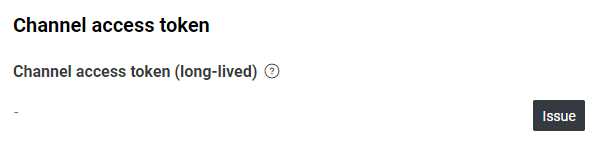 Channel access token
Channel access token (long-lived) ?
-
Issue